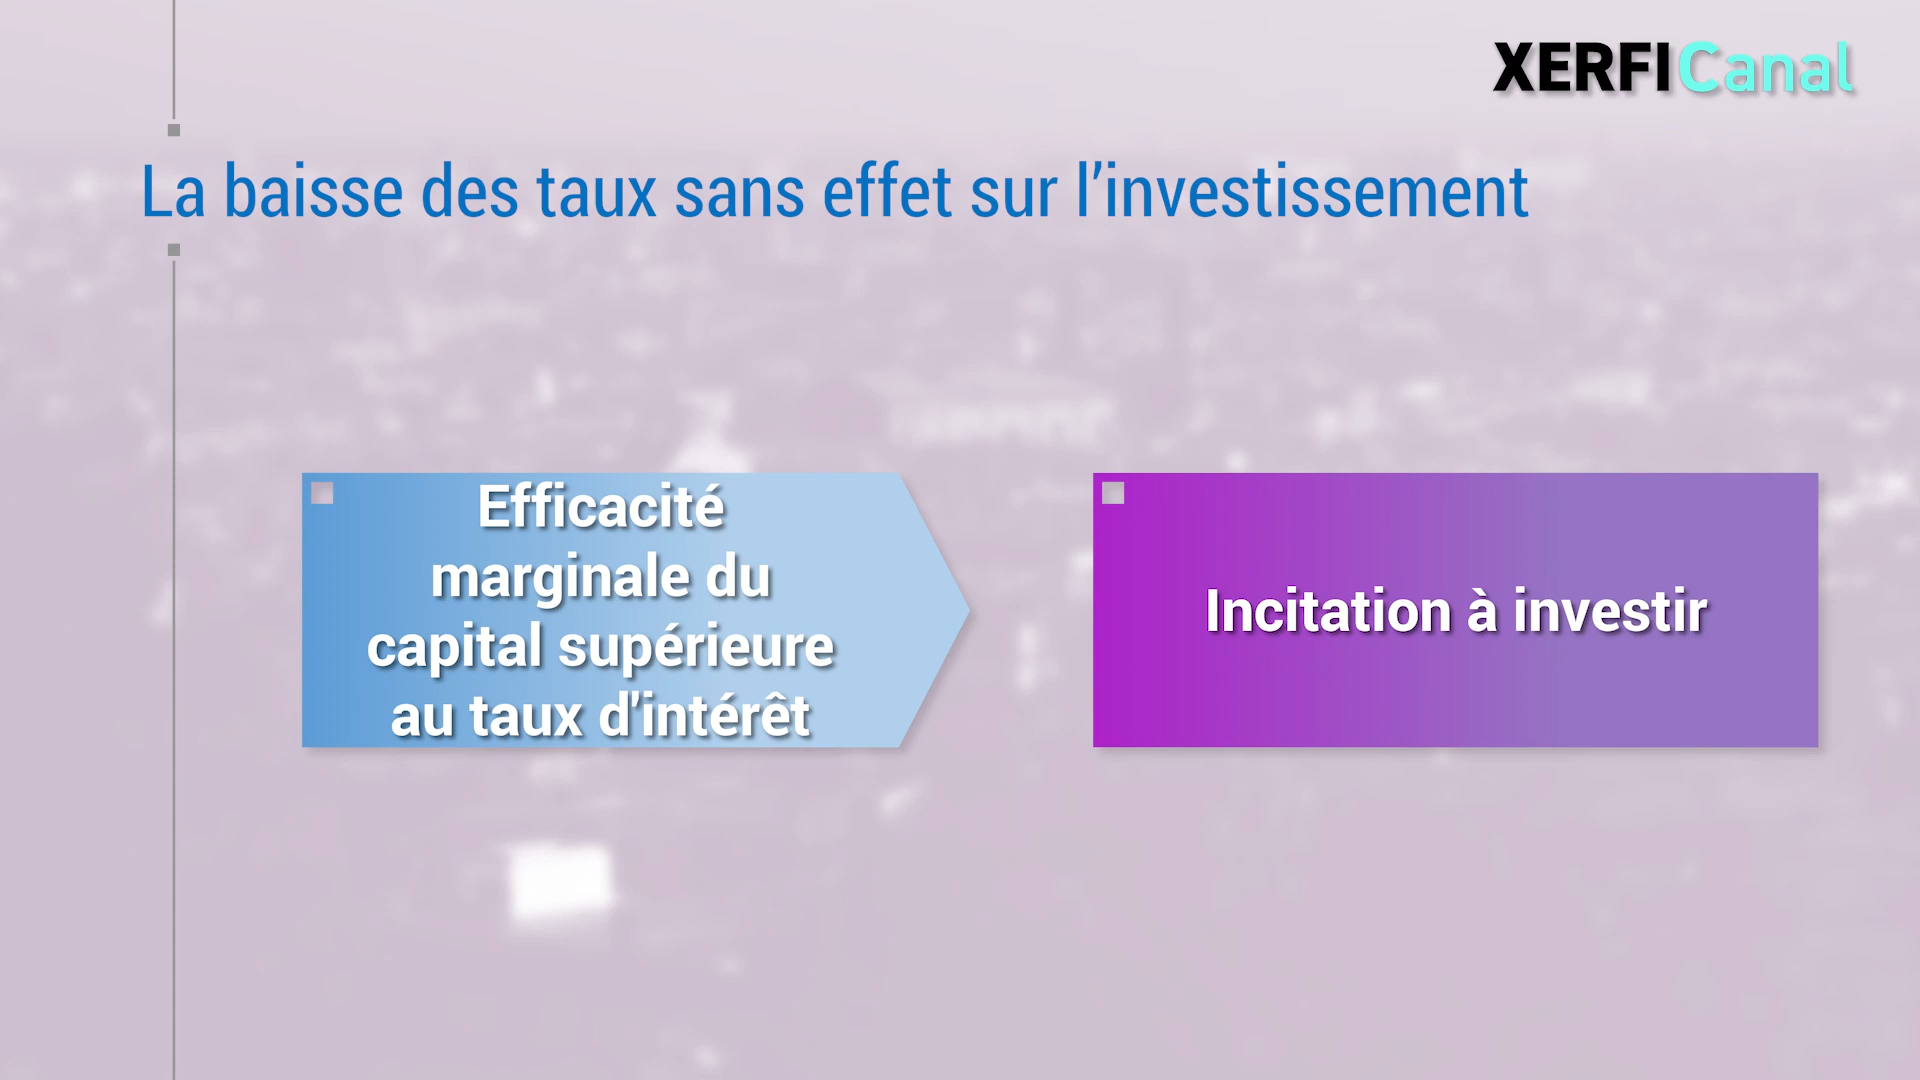 XERFI Canal
La baisse des taux sans effet sur l’investissement
Efficacité
marginale du
capital supérieure
au taux d'intérêt
Incitation à investir